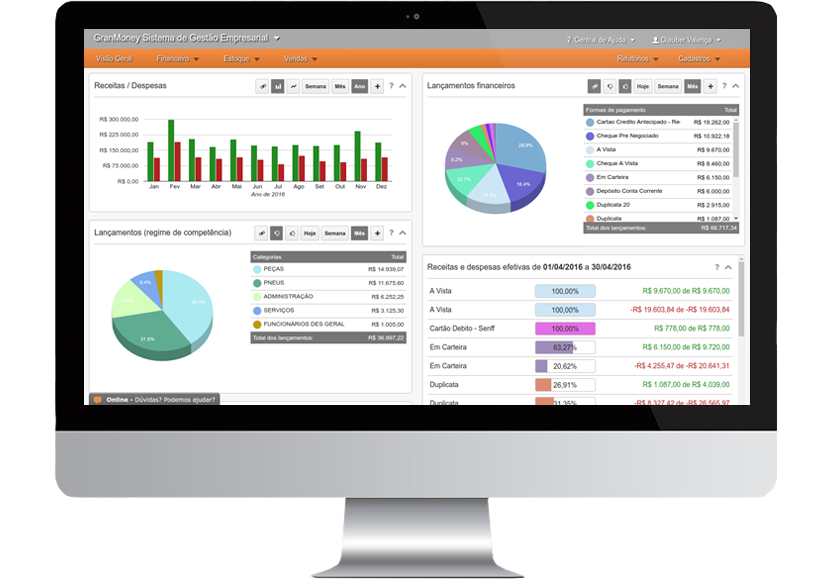 GranMoney Sistema de Gestão Empresarial
? Central de Ajuda
Glauber Valença
Visão Geral Financeiro Estoque Vendas Relatórios Cadastros
Receitas / Despesas
Semana Mês Ano + ?
R$ 300.000,00
R$ 225.000,00
R$ 150.000,00
R$ 75.000,00
R$ 0,00
Jan Fev Mar Abr Mai Jun Jul Ago Set Out Nov Dez
Ano de 2016
Lançamentos financeiros
Hoje Semana Mês + ?
28.9%
16.4%
12.7%
9.2%
9%
Formas de pagamento Total
Cartao Credito Antecipado - Re R$ 19.262,00
Cheque Pre Negociado R$ 10.922,18
A Vista R$ 9.670,00
Cheque A Vista R$ 8.460,00
Em Carteira R$ 6.150,00
Depósito Conta Corrente R$ 6.000,00
Duplicata 20 R$ 2.915,00
Duplicata R$ 1.087,00
Total dos lançamentos: R$ 66.717,34
Lançamentos (regime de competência)
Hoje Semana Mês + ?
40.4%
31.6%
8.4%
Categorias Total
PEÇAS R$ 14.939,07
PNEUS R$ 11.675,60
ADMINISTRAÇÃO R$ 6.252,25
SERVIÇOS R$ 3.125,30
FUNCIONÁRIOS DES GERAL R$ 1.005,00
Total dos lançamentos: R$ 36.997,22
Receitas e despesas efetivas de 01/04/2016 a 30/04/2016 ?
A Vista 100,00% R$ 9.670,00 de R$ 9.670,00
A Vista 100,00% -R$ 19.603,84 de -R$ 19.603,84
Cartão Debito - Senff 100,00% R$ 778,00 de R$ 778,00
Em Carteira 63,27% R$ 6.150,00 de R$ 9.720,00
Em Carteira 20,62% -R$ 4.255,47 de -R$ 20.641,31
Duplicata 26,91% R$ 1.087,00 de R$ 4.039,00
Duplicata 31,35% -R$ 8.327,42 de -R$ 26.565,97
Online - Dúvidas? Podemos ajudar?